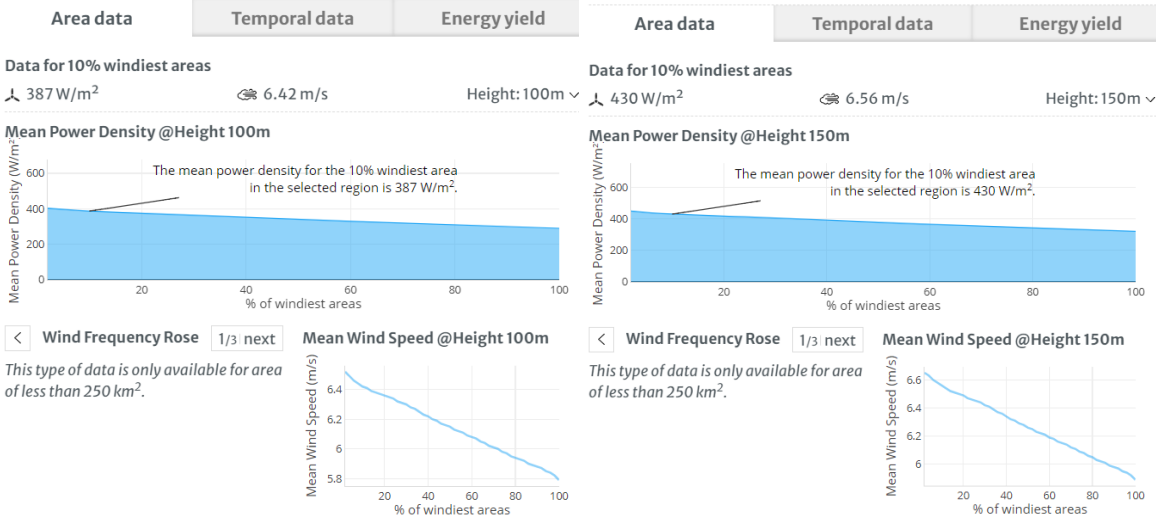 Area data
Temporal data
Energy yield
Data for 10% windiest areas
387 W/m²
6.42 m/s
Height: 100m
Mean Power Density @Height 100m
Mean Power Density (W/m²)
The mean power density for the 10% windiest area
in the selected region is 387 W/m².
600
400
200
0
20
40
60
80
100
% of windiest areas
<
Wind Frequency Rose
1/3 next
This type of data is only available for area
of less than 250 km².
Mean Wind Speed @Height 100m
Mean Wind Speed (m/s)
6.4
6.2
6
5.8
20
40
60
80
100
% of windiest areas
Area data
Temporal data
Energy yield
Data for 10% windiest areas
430 W/m²
6.56 m/s
Height: 150m
Mean Power Density @Height 150m
Mean Power Density (W/m²)
The mean power density for the 10% windiest area
in the selected region is 430 W/m².
600
400
200
0
20
40
60
80
100
% of windiest areas
<
Wind Frequency Rose
1/3 next
This type of data is only available for area
of less than 250 km².
Mean Wind Speed @Height 150m
Mean Wind Speed (m/s)
6.6
6.4
6.2
6
20
40
60
80
100
% of windiest areas